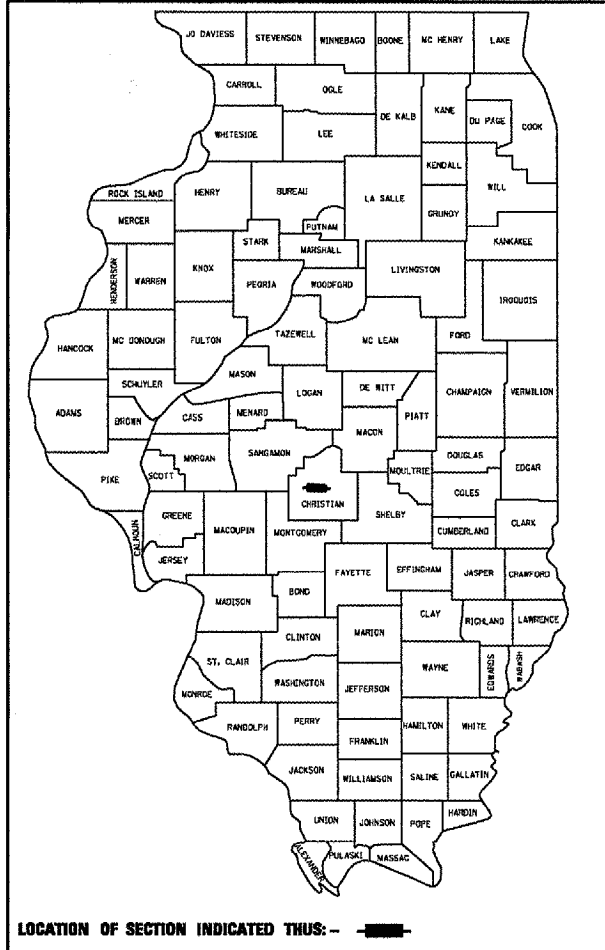 JO DAVIESS STEVENSON WINNEBAGO BOONE MC HENRY LAKE
CARROLL OGLE DE KALB KANE DU PAGE COOK
WHITESIDE LEE
KENDALL WILL
ROCK ISLAND HENRY BUREAU LA SALLE GRUNDY
MERCER PUTNAM
STARK MARSHALL KANKAKEE
HENDERSON WARREN KNOX PEORIA WOODFORD LIVINGSTON IROQUOIS
HANCOCK MC DONOUGH FULTON TAZEWELL MC LEAN FORD
SCHUYLER MASON LOGAN DE WITT CHAMPAIGN VERMILION
ADAMS BROWN CASS MENARD MACON PIATT
MORGAN SANGAMON DOUGLAS
PIKE SCOTT MOULTRIE COLES EDGAR
CHRISTIAN
GREENE MACOUPIN MONTGOMERY SHELBY CUMBERLAND CLARK
CALHOUN JERSEY
FAYETTE EFFINGHAM JASPER CRAWFORD
MADISON BOND
CLAY RICHLAND LAWRENCE
CLINTON MARION
ST. CLAIR WAYNE EDWARDS WABASH
WASHINGTON JEFFERSON
MONROE
RANDOLPH PERRY HAMILTON WHITE
FRANKLIN
JACKSON WILLIAMSON SALINE GALLATIN
UNION JOHNSON POPE HARDIN
ALEXANDER PULASKI MASSAC
LOCATION OF SECTION INDICATED THUS: -